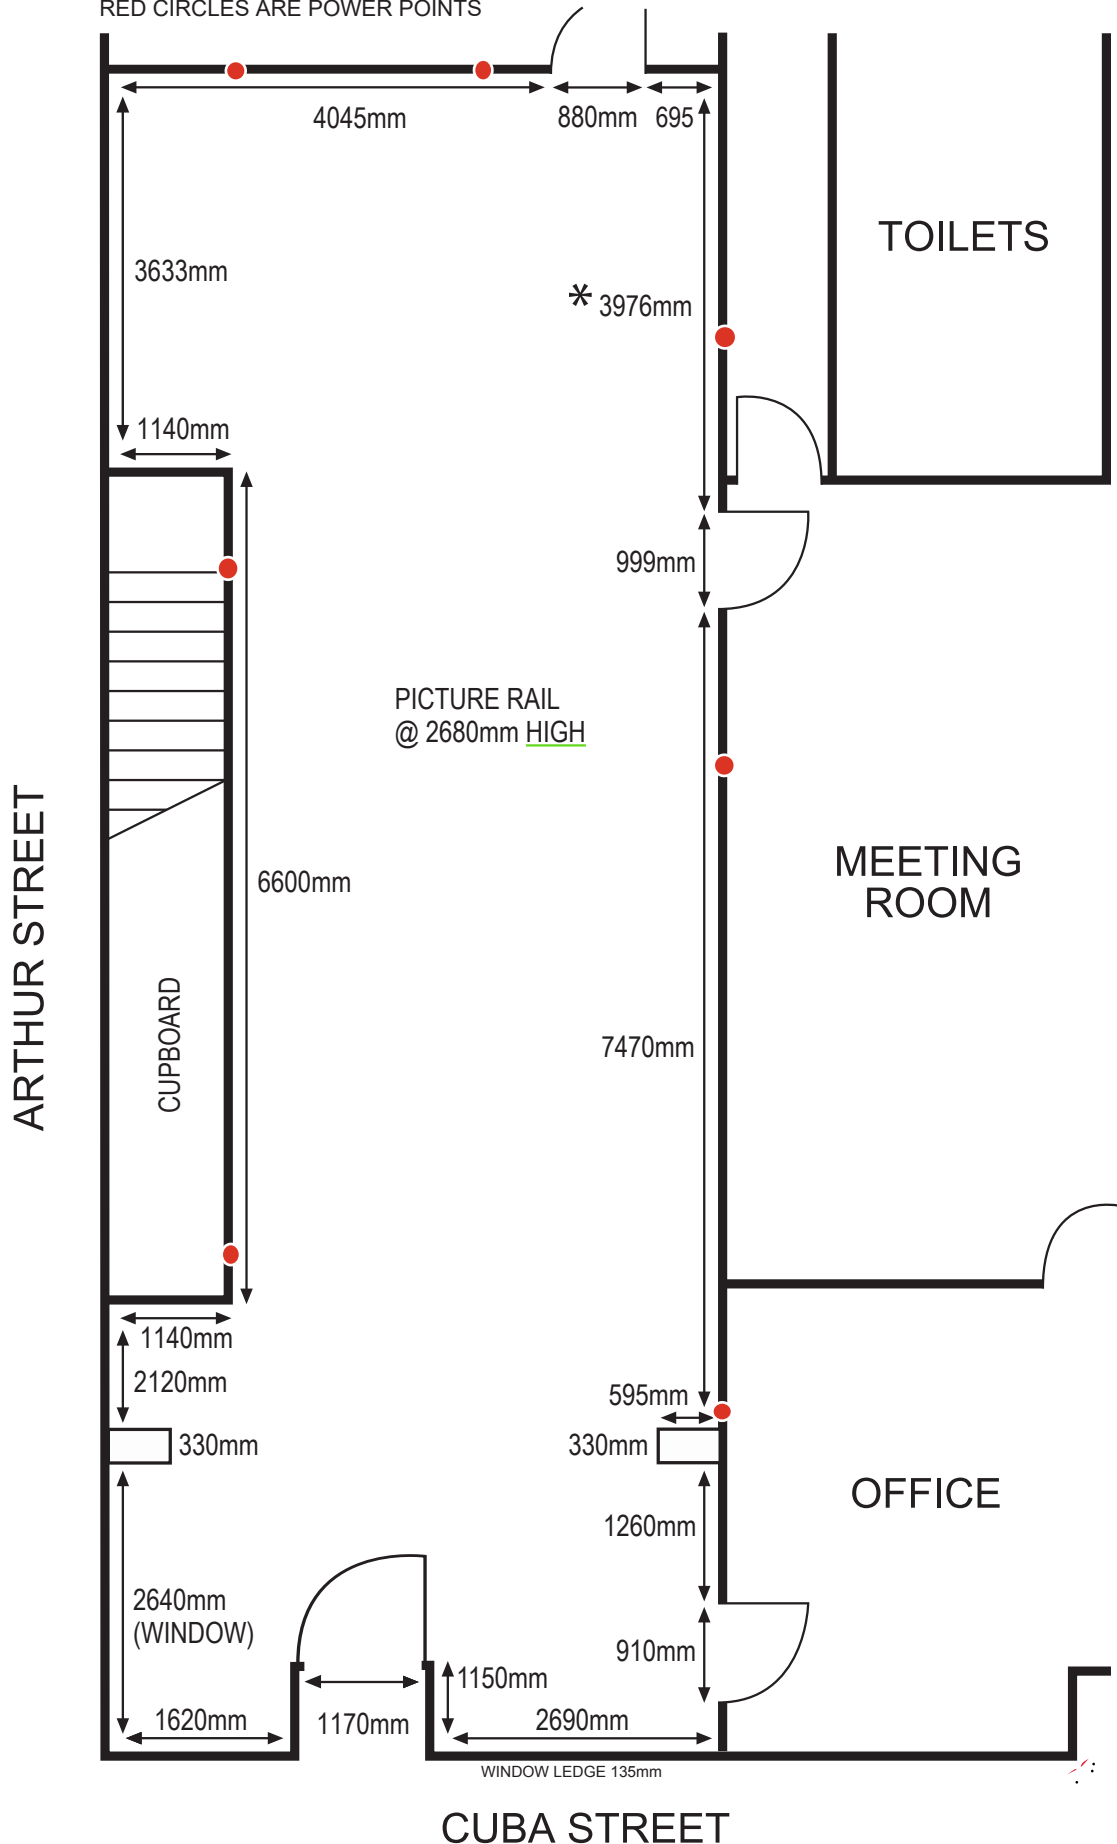 RED CIRCLES ARE POWER POINTS
4045mm
880mm
695
3633mm
* 3976mm
TOILETS
1140mm
999mm
PICTURE RAIL
@ 2680mm HIGH
MEETING
ROOM
6600mm
ARTHUR STREET
CUPBOARD
7470mm
1140mm
2120mm
595mm
330mm
330mm
OFFICE
1260mm
2640mm
(WINDOW)
910mm
1150mm
1620mm
1170mm
2690mm
WINDOW LEDGE 135mm
CUBA STREET